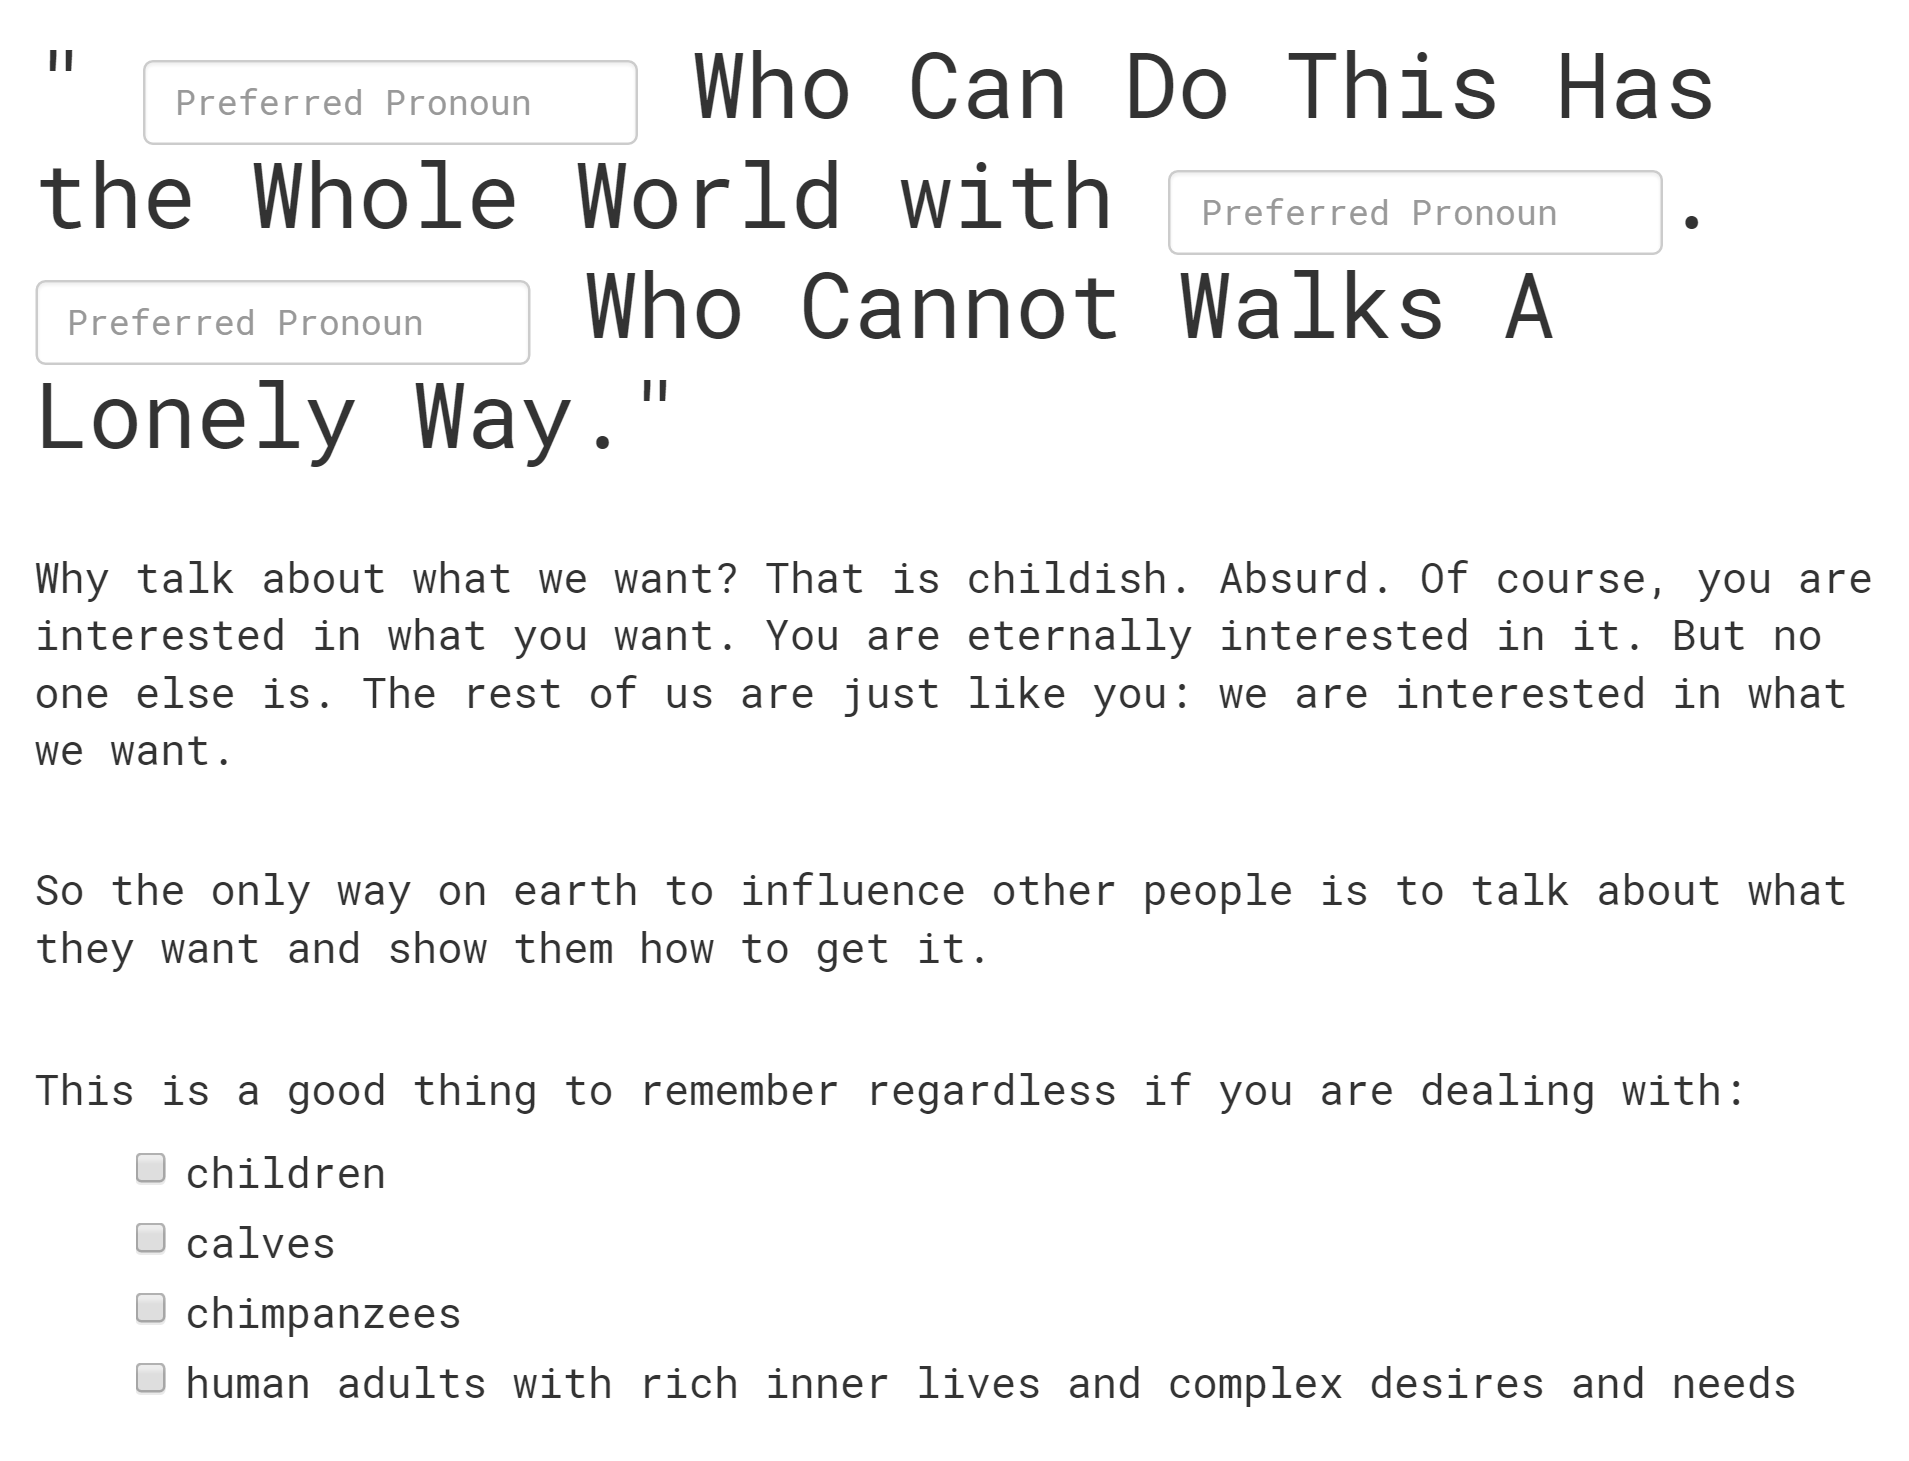 " Preferred Pronoun Who Can Do This Has
the Whole World with Preferred Pronoun .
Preferred Pronoun Who Cannot Walks A
Lonely Way."
Why talk about what we want? That is childish. Absurd. Of course, you are
interested in what you want. You are eternally interested in it. But no
one else is. The rest of us are just like you: we are interested in what
we want.
So the only way on earth to influence other people is to talk about what
they want and show them how to get it.
This is a good thing to remember regardless if you are dealing with:
children
calves
chimpanzees
human adults with rich inner lives and complex desires and needs